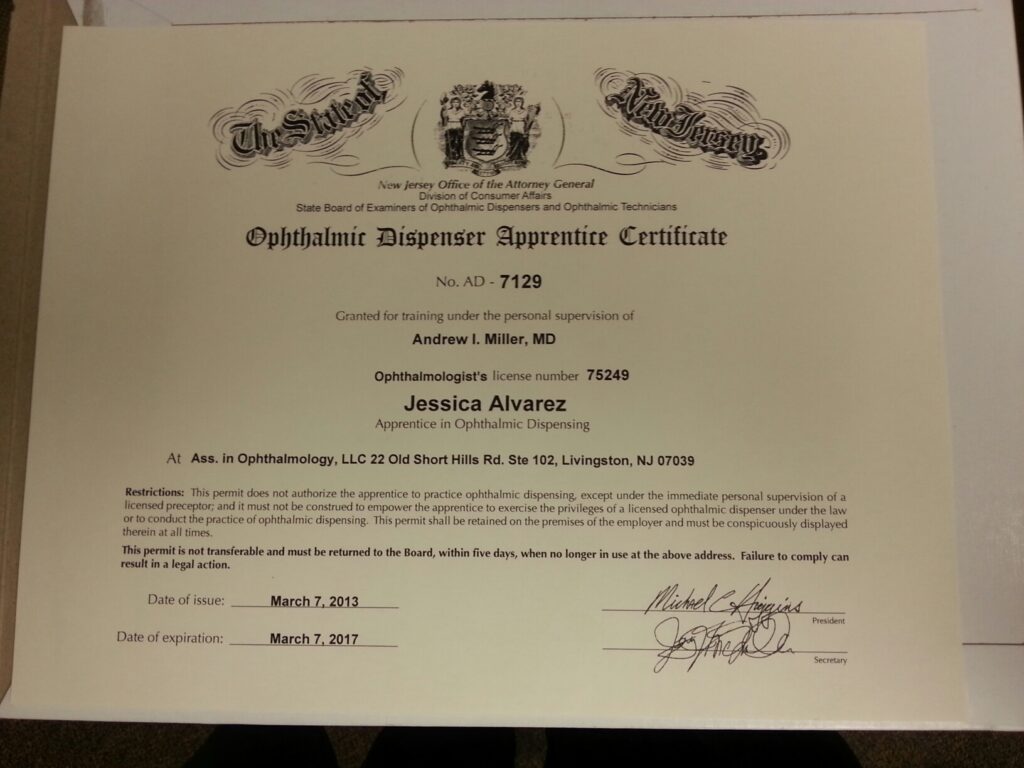 The State of New Jersey
New Jersey Office of the Attorney General
Division of Consumer Affairs
State Board of Examiners of Ophthalmic Dispensers and Ophthalmic Technicians
Ophthalmic Dispenser Apprentice Certificate
No. AD - 7129
Granted for training under the personal supervision of
Andrew I. Miller, MD
Ophthalmologist's license number 75249
Jessica Alvarez
Apprentice in Ophthalmic Dispensing
At Ass. in Ophthalmology, LLC 22 Old Short Hills Rd. Ste 102, Livingston, NJ 07039
Restrictions: This permit does not authorize the apprentice to practice ophthalmic dispensing, except under the immediate personal supervision of a
licensed preceptor; and it must not be construed to empower the apprentice to exercise the privileges of a licensed ophthalmic dispenser under the law
or to conduct the practice of ophthalmic dispensing. This permit shall be retained on the premises of the employer and must be conspicuously displayed
therein at all times.
This permit is not transferable and must be returned to the Board, within five days, when no longer in use at the above address. Failure to comply can
result in a legal action.
Date of issue: March 7, 2013
Michael C Higgins
President
Date of expiration: March 7, 2017
Secretary